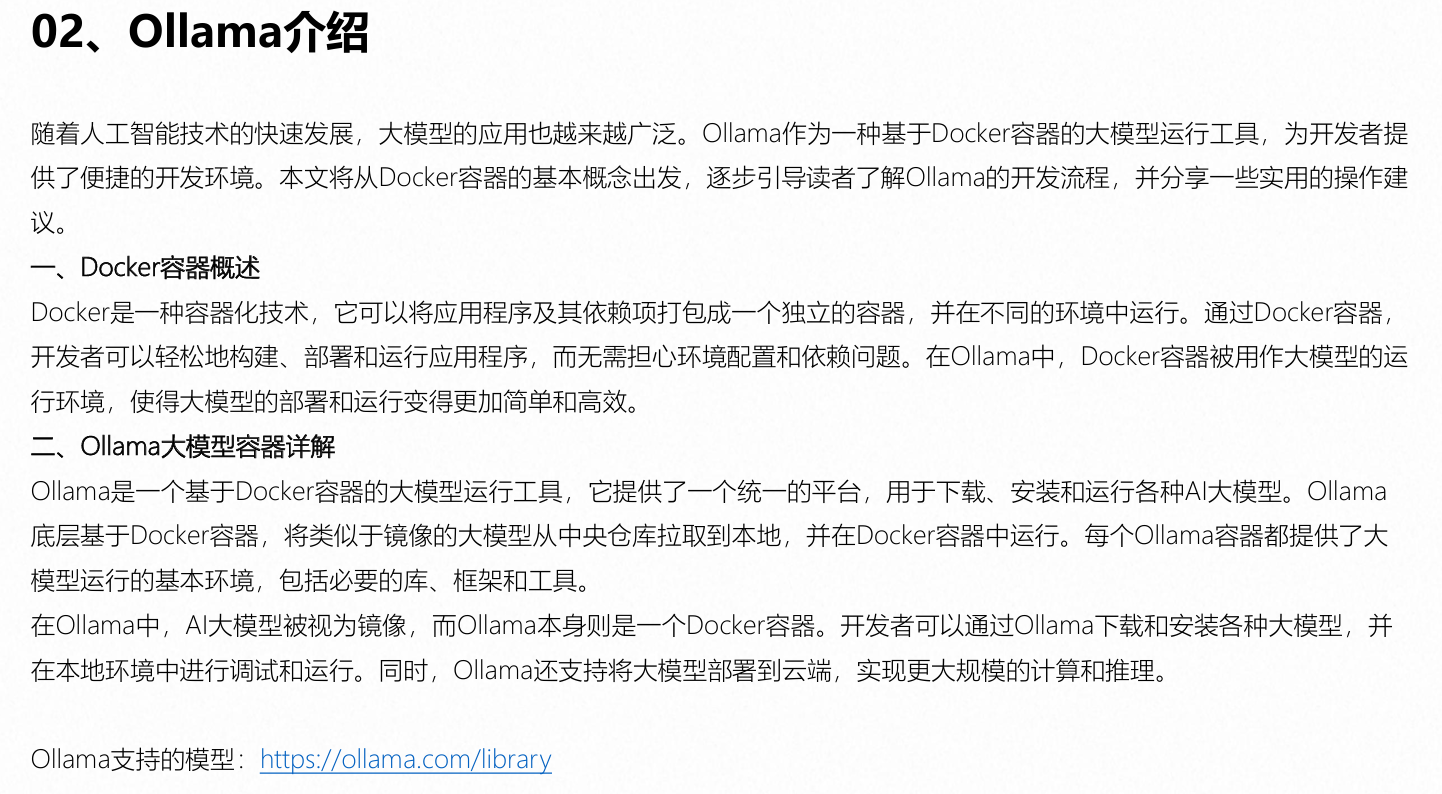 02、Ollama介绍
随着人工智能技术的快速发展，大模型的应用也越来越广泛。Ollama作为一种基于Docker容器的大模型运行工具，为开发者提
供了便捷的开发环境。本文将从Docker容器的基本概念出发，逐步引导读者了解Ollama的开发流程，并分享一些实用的操作建
议。
一、Docker容器概述
Docker是一种容器化技术，它可以将应用程序及其依赖项打包成一个独立的容器，并在不同的环境中运行。通过Docker容器，
开发者可以轻松地构建、部署和运行应用程序，而无需担心环境配置和依赖问题。在Ollama中，Docker容器被用作大模型的运
行环境，使得大模型的部署和运行变得更加简单和高效。
二、Ollama大模型容器详解
Ollama是一个基于Docker容器的大模型运行工具，它提供了一个统一的平台，用于下载、安装和运行各种AI大模型。Ollama
底层基于Docker容器，将类似于镜像的大模型从中央仓库拉取到本地，并在Docker容器中运行。每个Ollama容器都提供了大
模型运行的基本环境，包括必要的库、框架和工具。
在Ollama中，AI大模型被视为镜像，而Ollama本身则是一个Docker容器。开发者可以通过Ollama下载和安装各种大模型，并
在本地环境中进行调试和运行。同时，Ollama还支持将大模型部署到云端，实现更大规模的计算和推理。
Ollama支持的模型：https://ollama.com/library